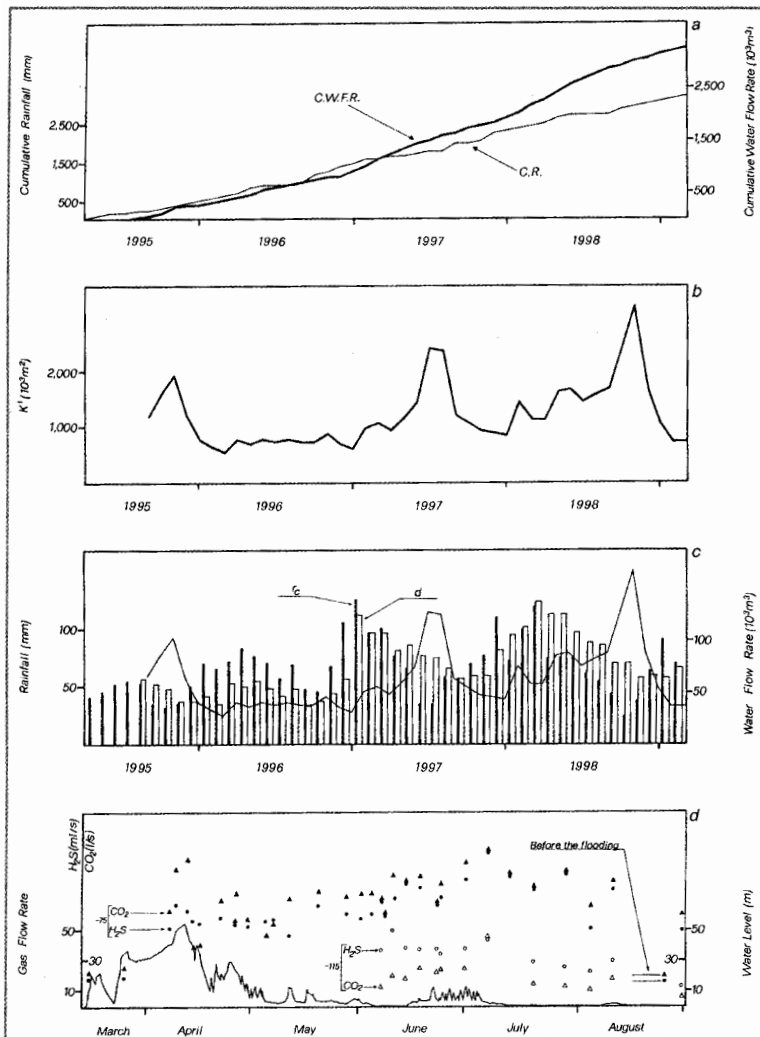 a
Cumulative Rainfall (mm)
2,500
1,500
500
C.W.F.R.
C.R.
2,500
1,500
500
Cumulative Water Flow Rate (10³m³)
1995 1996 1997 1998
b
K' (10³m²)
2,000
1,000
1995 1996 1997 1998
c
Rainfall (mm)
100
50
r_c d
100
50
Water Flow Rate (10³m³)
1995 1996 1997 1998
d
Gas Flow Rate
H₂S (ml/s)
CO₂ (l/s)
50
30
10
-75
CO₂
H₂S
-115
H₂S
CO₂
Before the flooding
50
30
10
Water Level (m)
March April May June July August